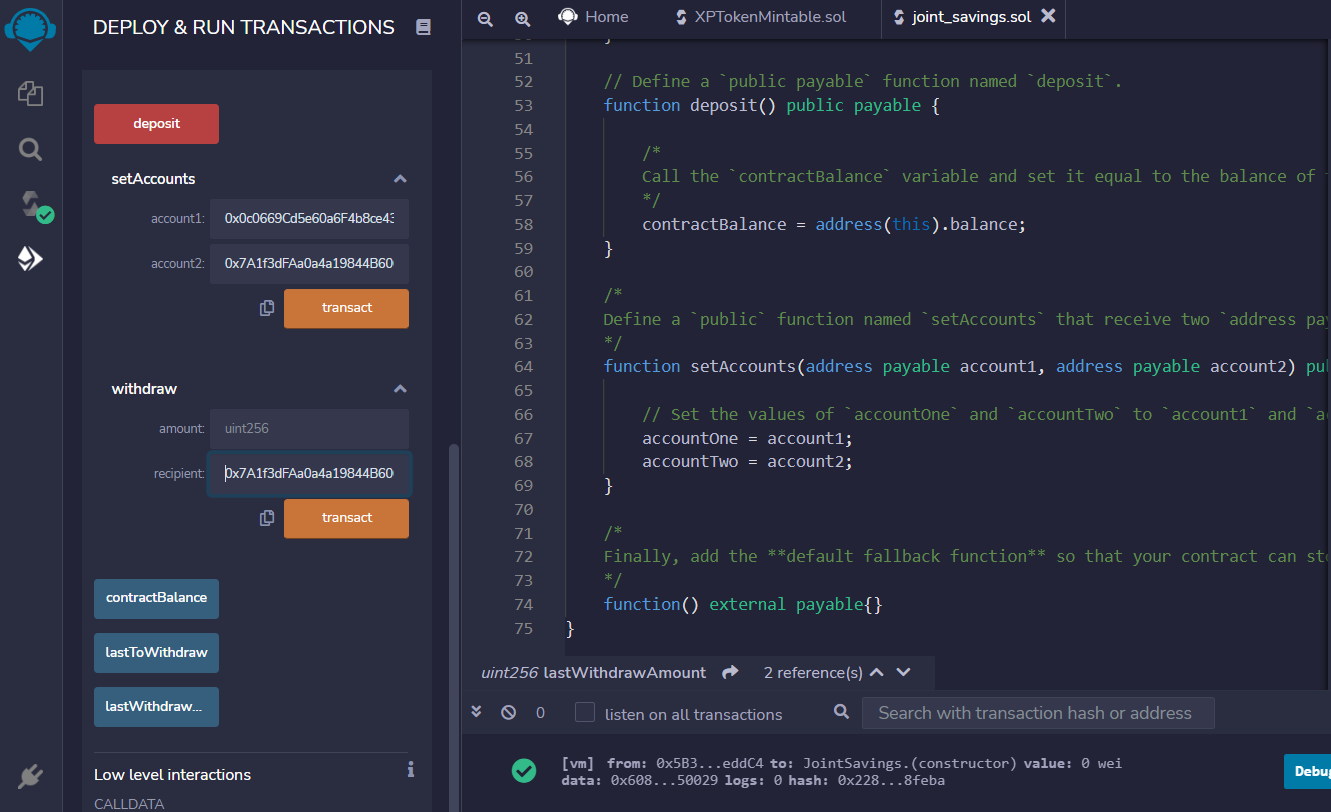 DEPLOY & RUN TRANSACTIONS
deposit
setAccounts
account1: 0x0c0669Cd5e60a6F4b8ce43
account2: 0x7A1f3dFAa0a4a19844B60
transact
withdraw
amount: uint256
recipient: 0x7A1f3dFAa0a4a19844B60
transact
contractBalance
lastToWithdraw
lastWithdraw...
Low level interactions
i
CALLDATA
Home XPTokenMintable.sol joint_savings.sol
51
52 // Define a `public payable` function named `deposit`.
53 function deposit() public payable {
54
55 /*
56 Call the `contractBalance` variable and set it equal to the balance of
57 */
58 contractBalance = address(this).balance;
59 }
60
61 /*
62 Define a `public` function named `setAccounts` that receive two `address pay
63 */
64 function setAccounts(address payable account1, address payable account2) pu
65
66 // Set the values of `accountOne` and `accountTwo` to `account1` and `ac
67 accountOne = account1;
68 accountTwo = account2;
69 }
70
71 /*
72 Finally, add the **default fallback function** so that your contract can sto
73 */
74 function() external payable{}
75 }
uint256 lastWithdrawAmount 2 reference(s)
0 listen on all transactions Search with transaction hash or address
[vm] from: 0x5B3...eddC4 to: JointSavings.(constructor) value: 0 wei
data: 0x608...50029 logs: 0 hash: 0x228...8feba
Debug